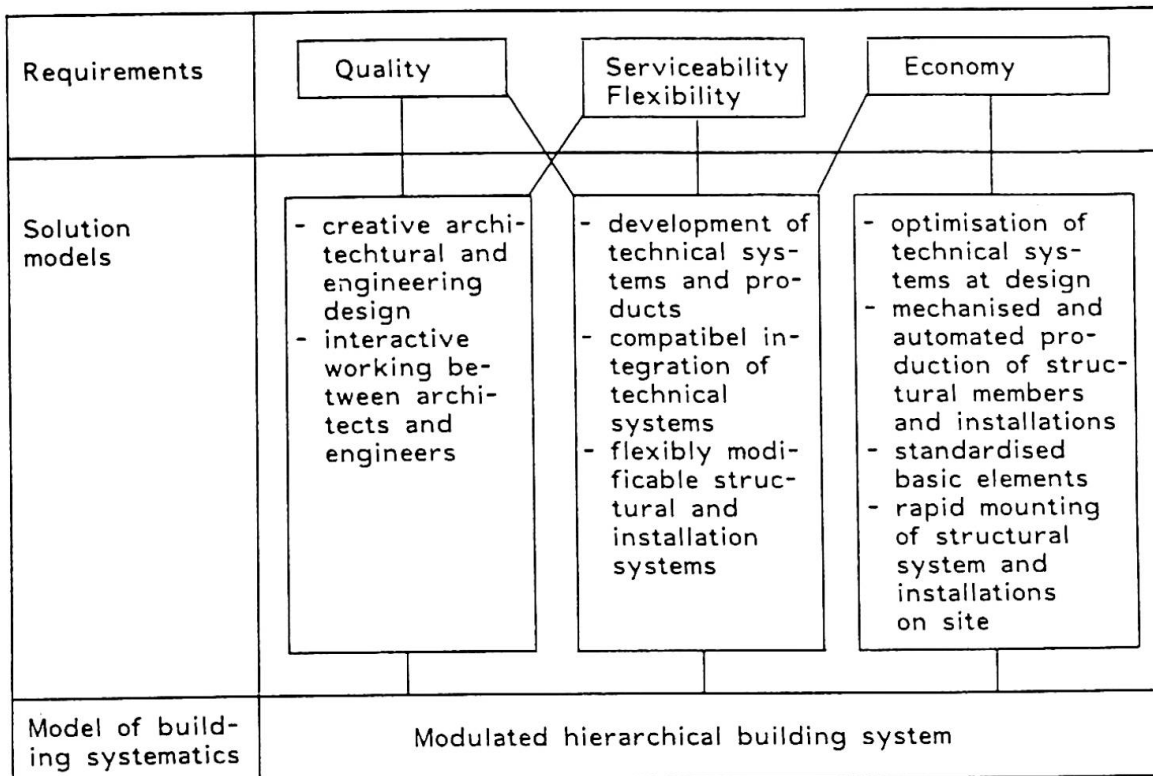 Requirements
Quality
Serviceability
Flexibility
Economy
Solution
models
- creative archi-
techtural and
engineering
design
- interactive
working be-
tween archi-
tects and
engineers
- development of
technical sys-
tems and pro-
ducts
- compatibel in-
tegration of
technical
systems
- flexibly modi-
ficable struc-
tural and
installation
systems
- optimisation of
technical sys-
tems at design
- mechanised and
automated pro-
duction of struc-
tural members
and installations
- standardised
basic elements
- rapid mounting
of structural
system and
installations
on site
Model of build-
ing systematics
Modulated hierarchical building system